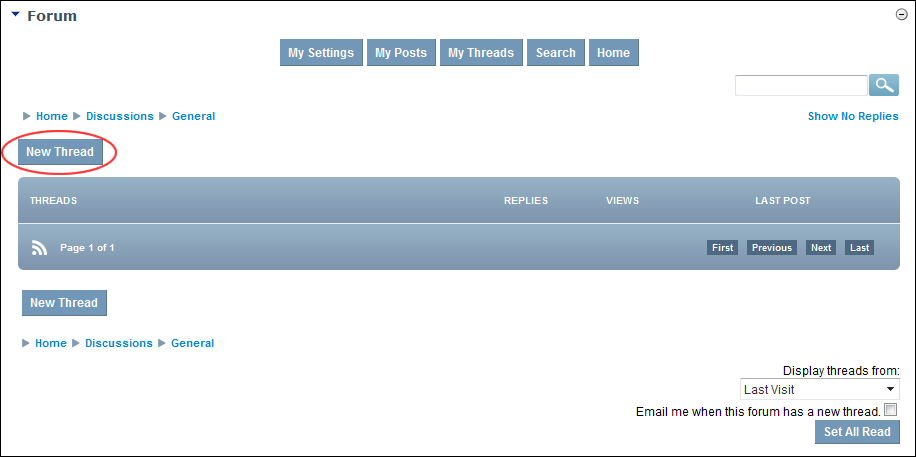 Forum
My Settings My Posts My Threads Search Home
Home Discussions General Show No Replies
New Thread
THREADS REPLIES VIEWS LAST POST
Page 1 of 1 First Previous Next Last
New Thread
Home Discussions General
Display threads from:
Last Visit
Email me when this forum has a new thread.
Set All Read